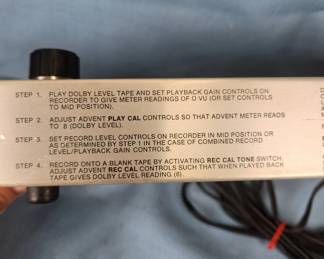 STEP 1. PLAY DOLBY LEVEL TAPE AND SET PLAYBACK GAIN CONTROLS ON
RECORDER TO GIVE METER READINGS OF O VU (OR SET CONTROLS
TO MID POSITION).
STEP 2. ADJUST ADVENT PLAY CAL CONTROLS SO THAT ADVENT METER READS
TO 8 (DOLBY LEVEL).
STEP 3. SET RECORD LEVEL CONTROLS ON RECORDER IN MID POSITION OR
AS DETERMINED BY STEP 1 IN THE CASE OF COMBINED RECORD
LEVEL/PLAYBACK GAIN CONTROLS.
STEP 4. RECORD ONTO A BLANK TAPE BY ACTIVATING REC CAL TONE SWITCH.
ADJUST ADVENT REC CAL CONTROLS SUCH THAT WHEN PLAYED BACK
TAPE GIVES DOLBY LEVEL READING (8).